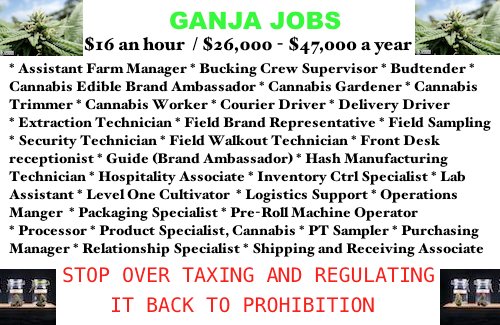 GANJA JOBS
$16 an hour / $26,000 - $47,000 a year
* Assistant Farm Manager * Bucking Crew Supervisor * Budtender *
Cannabis Edible Brand Ambassador * Cannabis Gardener * Cannabis
Trimmer * Cannabis Worker * Courier Driver * Delivery Driver
* Extraction Technician * Field Brand Representative * Field Sampling
* Security Technician * Field Walkout Technician * Front Desk
receptionist * Guide (Brand Ambassador) * Hash Manufacturing
Technician * Hospitality Associate * Inventory Ctrl Specialist * Lab
Assistant * Level One Cultivator * Logistics Support * Operations
Manger * Packaging Specialist * Pre-Roll Machine Operator
* Processor * Product Specialist, Cannabis * PT Sampler * Purchasing
Manager * Relationship Specialist * Shipping and Receiving Associate
STOP OVER TAXING AND REGULATING
IT BACK TO PROHIBITION